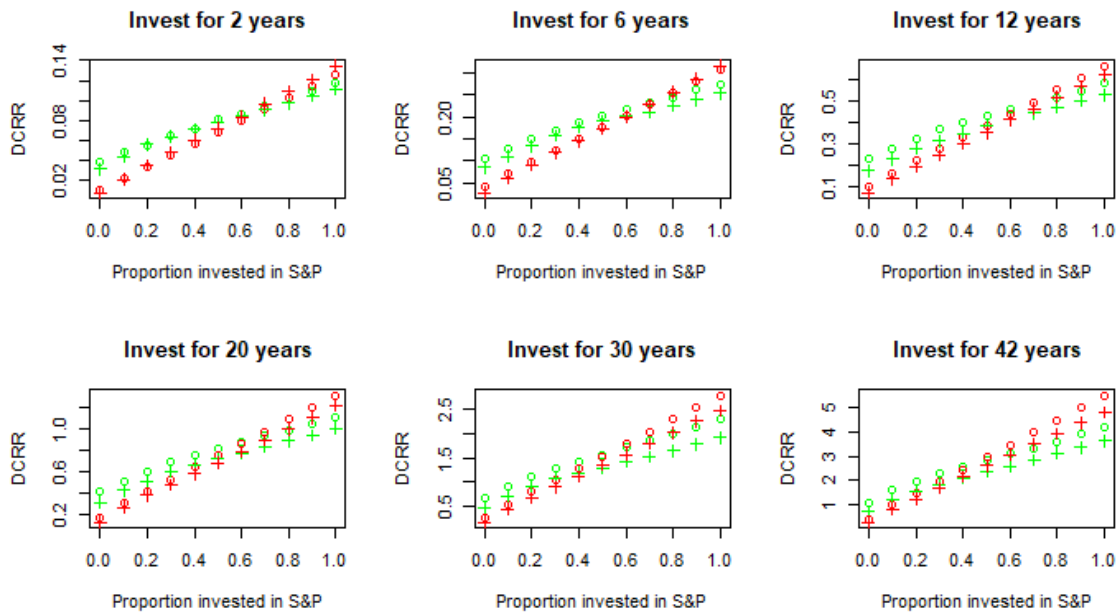 Invest for 2 years
DCRR
0.14
0.08
0.02
0.0 0.2 0.4 0.6 0.8 1.0
Proportion invested in S&P
Invest for 6 years
DCRR
0.20
0.05
0.0 0.2 0.4 0.6 0.8 1.0
Proportion invested in S&P
Invest for 12 years
DCRR
0.5
0.3
0.1
0.0 0.2 0.4 0.6 0.8 1.0
Proportion invested in S&P
Invest for 20 years
DCRR
1.0
0.6
0.2
0.0 0.2 0.4 0.6 0.8 1.0
Proportion invested in S&P
Invest for 30 years
DCRR
2.5
1.5
0.5
0.0 0.2 0.4 0.6 0.8 1.0
Proportion invested in S&P
Invest for 42 years
DCRR
5
4
3
2
1
0.0 0.2 0.4 0.6 0.8 1.0
Proportion invested in S&P